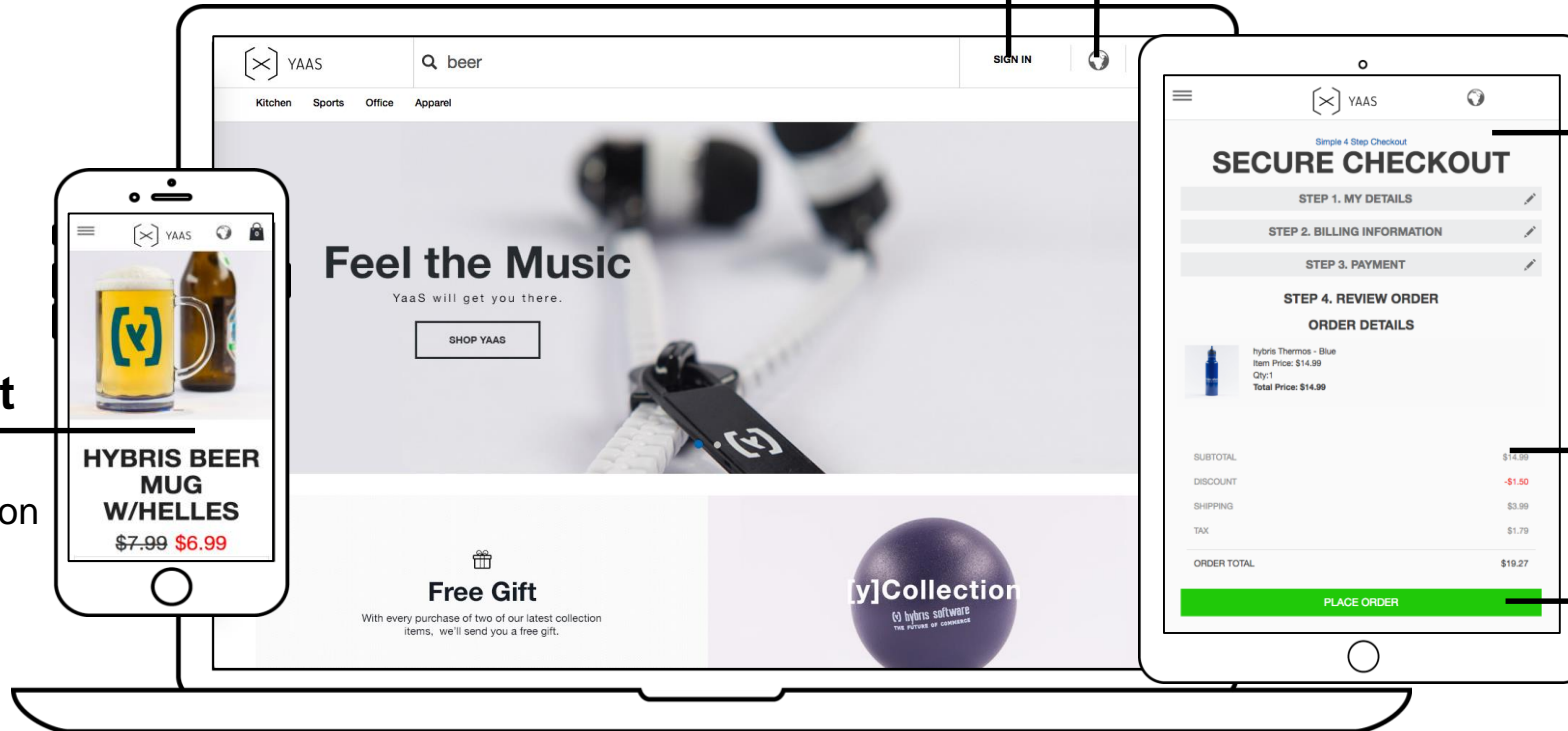 YAAS
beer
SIGN IN
Kitchen Sports Office Apparel
Feel the Music
YaaS will get you there.
SHOP YAAS
Free Gift
With every purchase of two of our latest collection
items, we'll send you a free gift.
[y]Collection
(y) hybris software
THE FUTURE OF COMMERCE
YAAS
0
HYBRIS BEER
MUG
W/HELLES
$7.99 $6.99
t
on
YAAS
Simple 4 Step Checkout
SECURE CHECKOUT
STEP 1. MY DETAILS
STEP 2. BILLING INFORMATION
STEP 3. PAYMENT
STEP 4. REVIEW ORDER
ORDER DETAILS
hybris Thermos - Blue
Item Price: $14.99
Qty:1
Total Price: $14.99
SUBTOTAL $14.99
DISCOUNT -$1.50
SHIPPING $3.99
TAX $1.79
ORDER TOTAL $19.27
PLACE ORDER